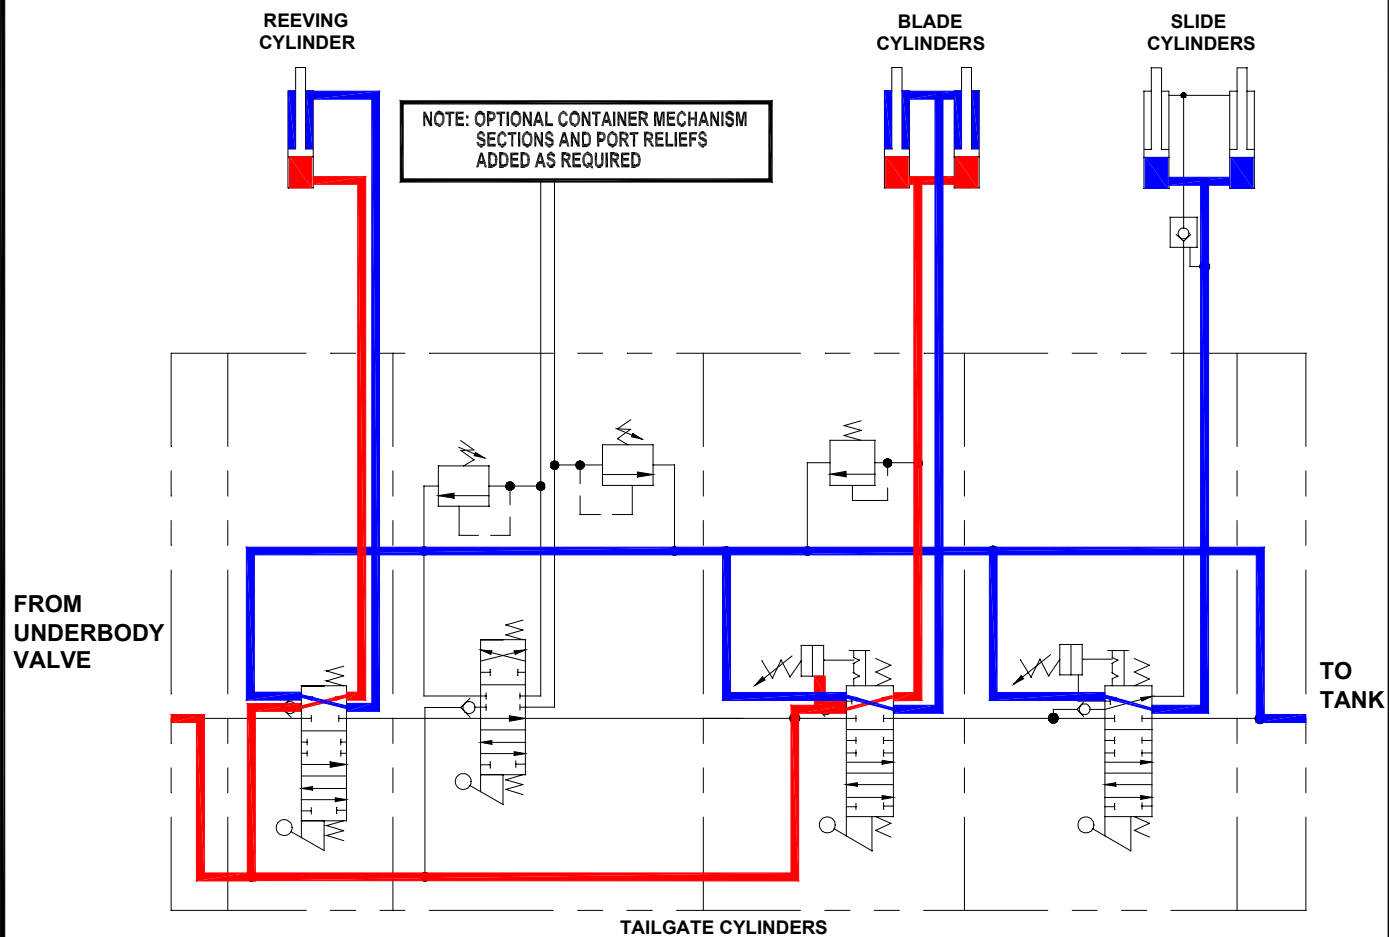 REEVING
CYLINDER
BLADE
CYLINDERS
SLIDE
CYLINDERS
NOTE: OPTIONAL CONTAINER MECHANISM
SECTIONS AND PORT RELIEFS
ADDED AS REQUIRED
FROM
UNDERBODY
VALVE
TO
TANK
TAILGATE CYLINDERS